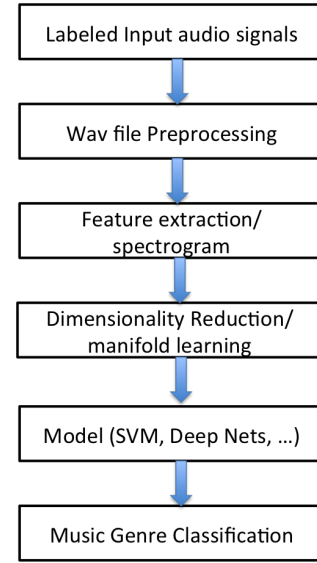 Labeled Input audio signals
Wav file Preprocessing
Feature extraction/
spectrogram
Dimensionality Reduction/
manifold learning
Model (SVM, Deep Nets, ...)
Music Genre Classification